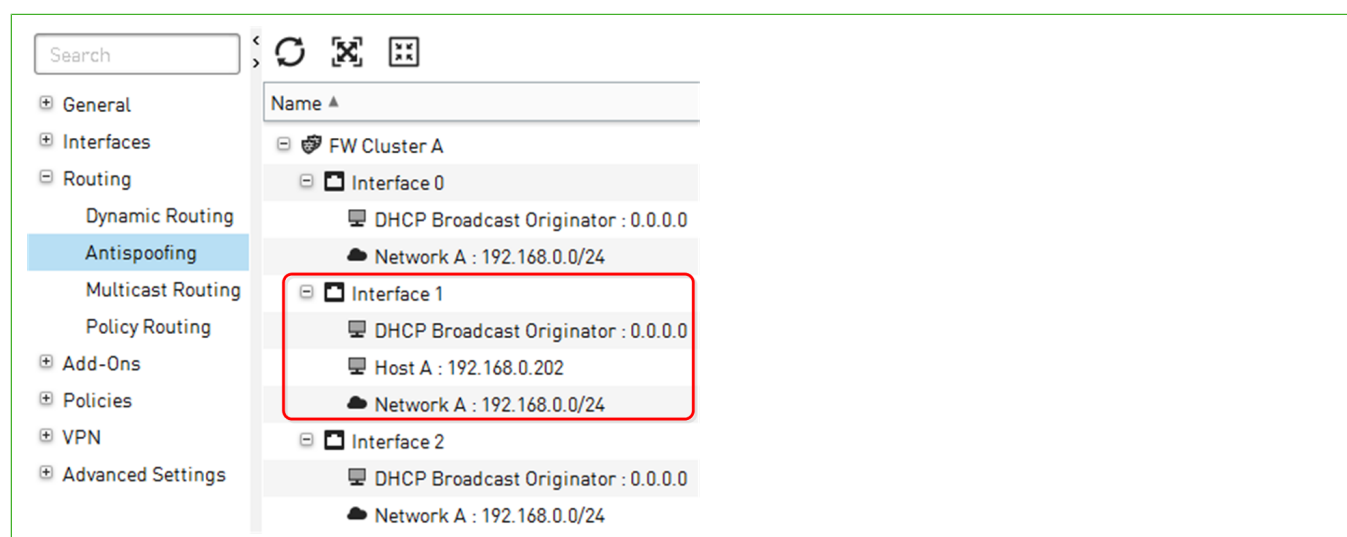 Search
General
Interfaces
Routing
Dynamic Routing
Antispoofing
Multicast Routing
Policy Routing
Add-Ons
Policies
VPN
Advanced Settings
Name
FW Cluster A
Interface 0
DHCP Broadcast Originator : 0.0.0.0
Network A : 192.168.0.0/24
Interface 1
DHCP Broadcast Originator : 0.0.0.0
Host A : 192.168.0.202
Network A : 192.168.0.0/24
Interface 2
DHCP Broadcast Originator : 0.0.0.0
Network A : 192.168.0.0/24